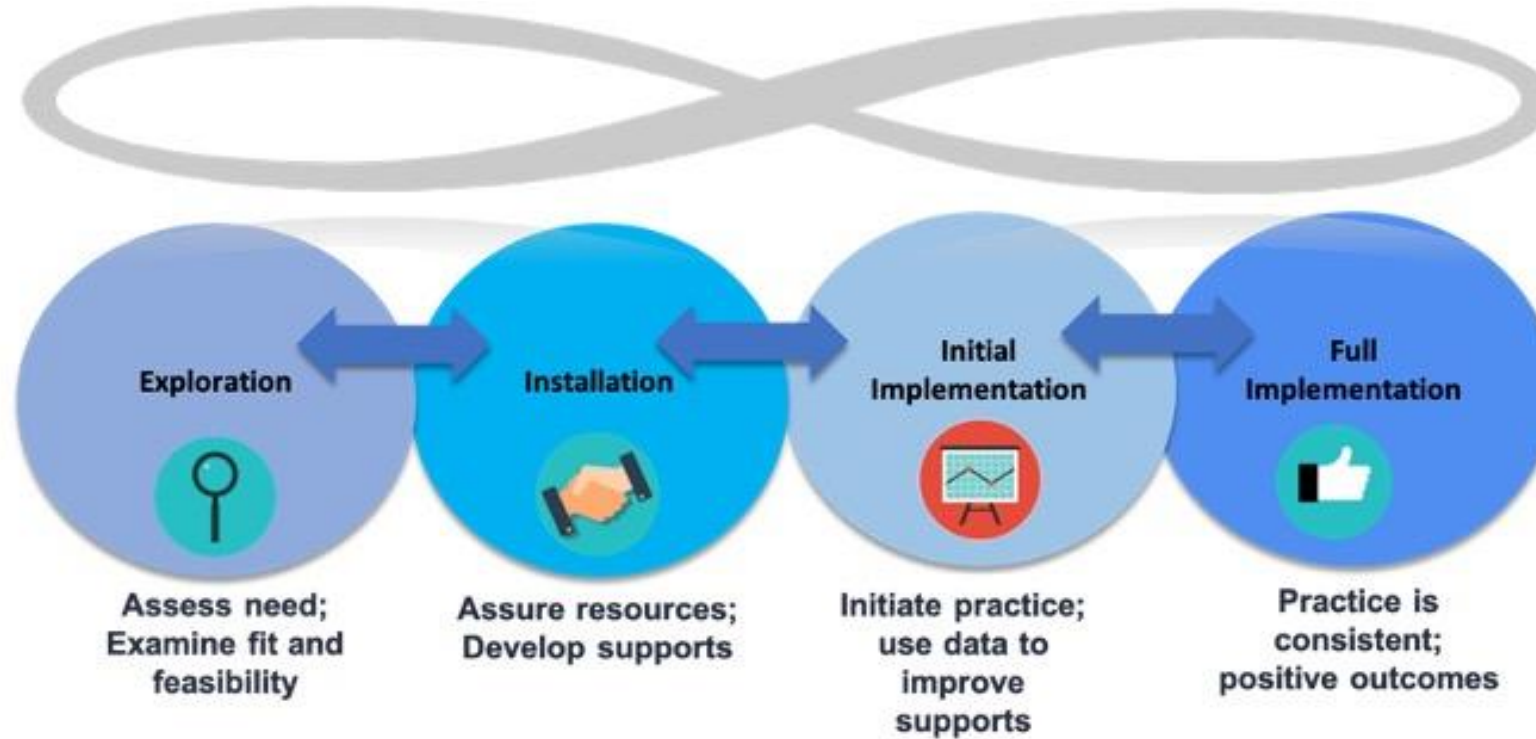 Exploration
Installation
Initial
Implementation
Full
Implementation
Assess need;
Examine fit and
feasibility
Assure resources;
Develop supports
Initiate practice;
use data to
improve
supports
Practice is
consistent;
positive outcomes